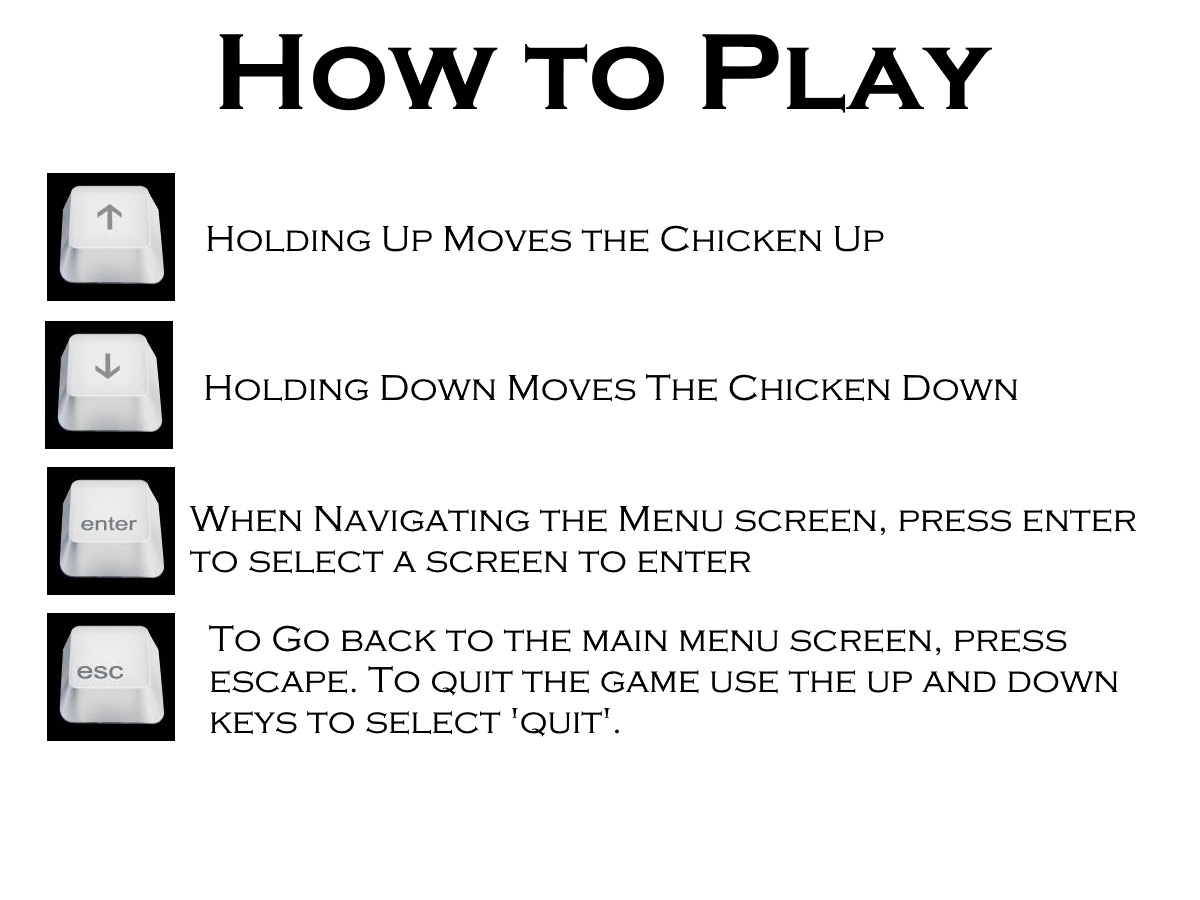 How to Play
↑
Holding Up Moves the Chicken Up
↓
Holding Down Moves The Chicken Down
enter
When Navigating the Menu screen, press enter
to select a screen to enter
esc
To Go back to the main menu screen, press
escape. To quit the game use the up and down
keys to select 'quit'.